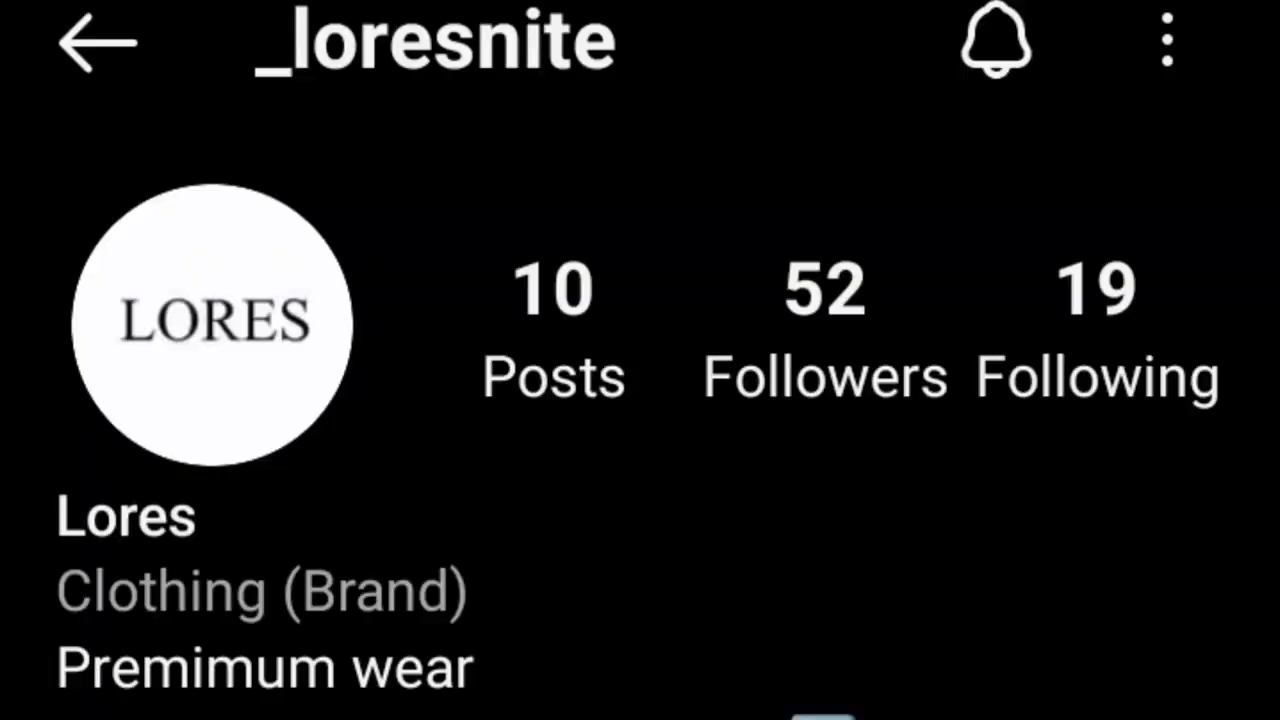 _loresnite
LORES
10 52 19
Posts Followers Following
Lores
Clothing (Brand)
Premimum wear